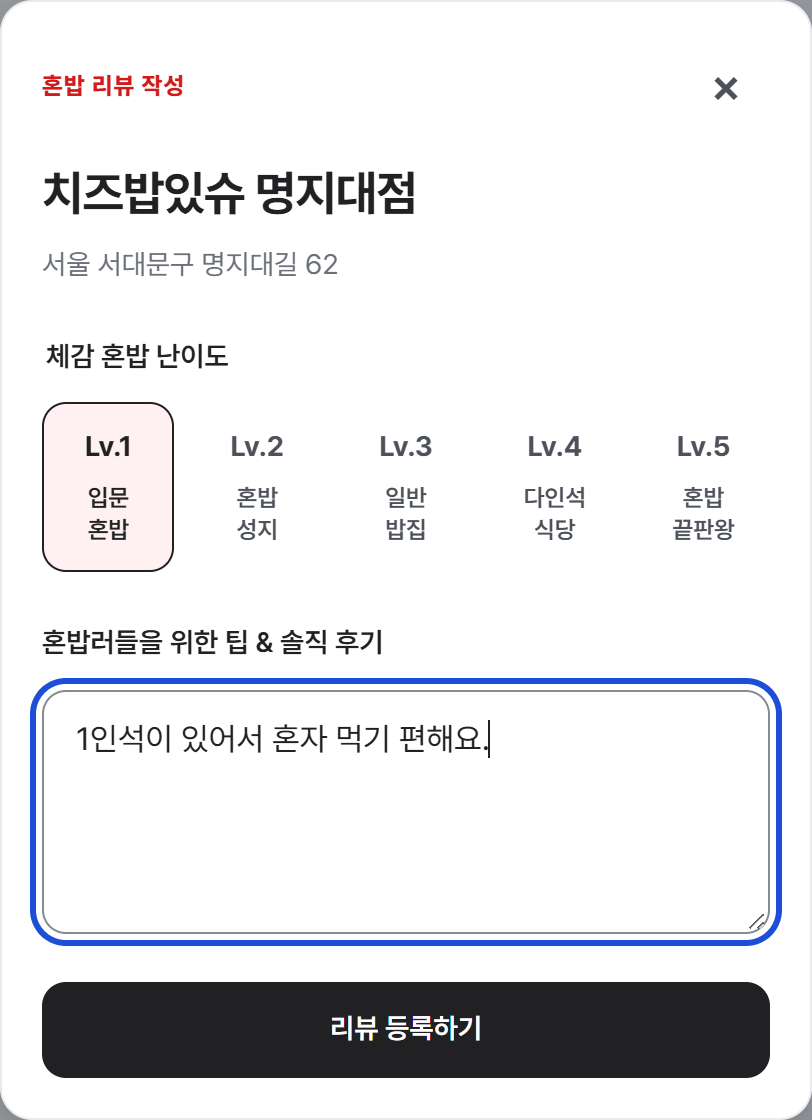 혼밥 리뷰 작성
×
치즈밥있슈 명지대점
서울 서대문구 명지대길 62
체감 혼밥 난이도
Lv.1
입문
혼밥
Lv.2
혼밥
성지
Lv.3
일반
밥집
Lv.4
다인석
식당
Lv.5
혼밥
끝판왕
혼밥러들을 위한 팁 & 솔직 후기
1인석이 있어서 혼자 먹기 편해요.
리뷰 등록하기